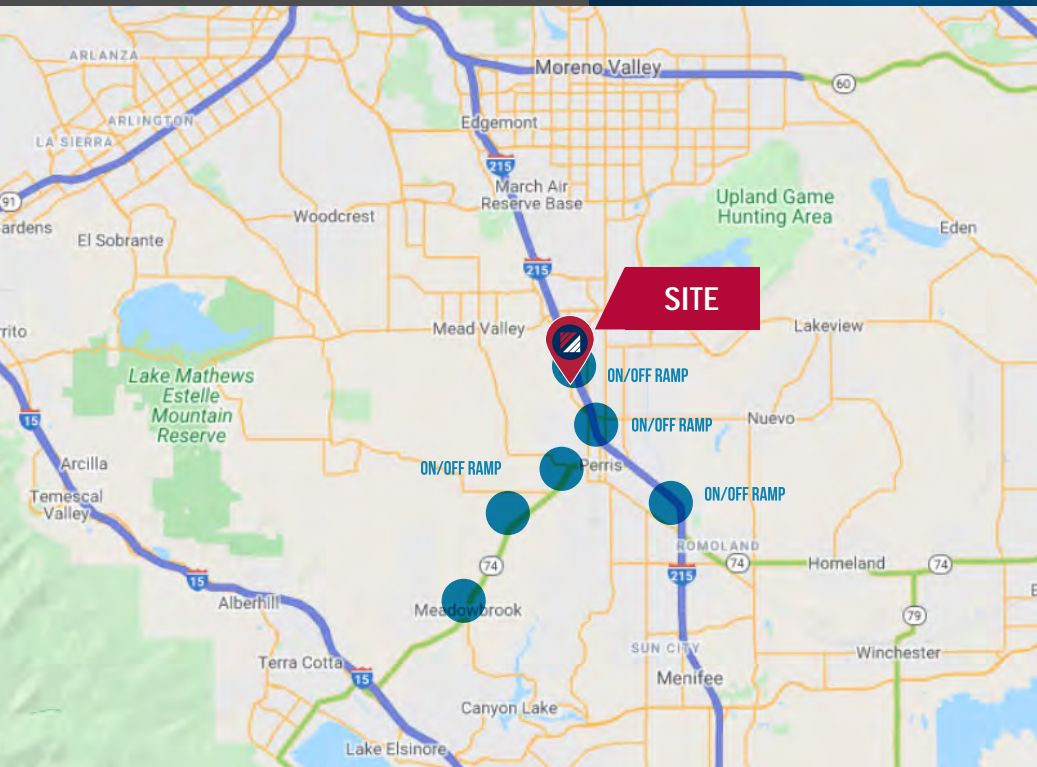 ARLANZA
Moreno Valley
60
ARLINGTON
Edgemont
LA SIERRA
215
March Air
Reserve Base
91
Upland Game
Hunting Area
ardens
El Sobrante
Woodcrest
Eden
215
SITE
rito
Mead Valley
Lakeview
Lake Mathews
Estelle
Mountain
Reserve
ON/OFF RAMP
15
ON/OFF RAMP
Nuevo
Arcilla
ON/OFF RAMP
Perris
Temescal
Valley
ON/OFF RAMP
ROMOLAND
74
74
Homeland
74
15
215
E
Alberhill
Meadowbrook
79
SUN CITY
Winchester
Terra Cotta
15
Menifee
Canyon Lake
Lake Elsinore